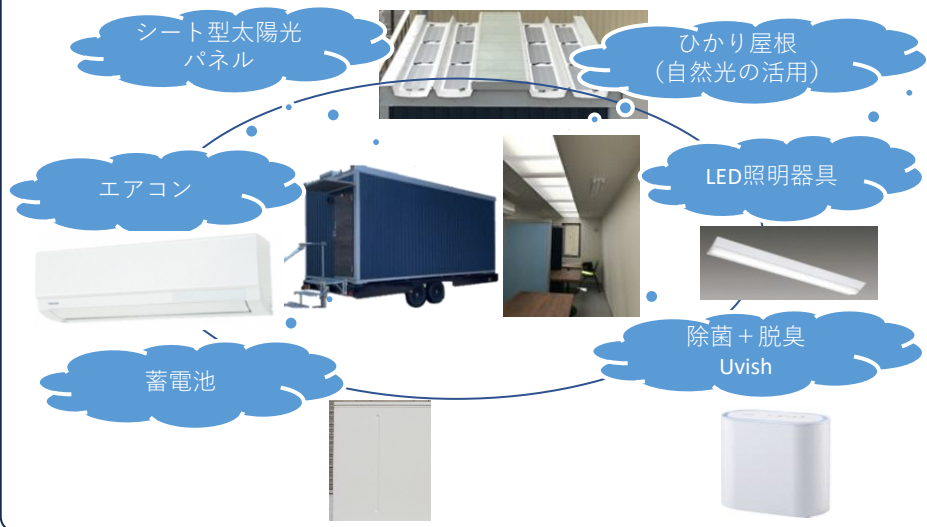 シート型太陽光
パネル
ひかり屋根
（自然光の活用）
エアコン
LED照明器具
蓄電池
除菌＋脱臭
Uvish